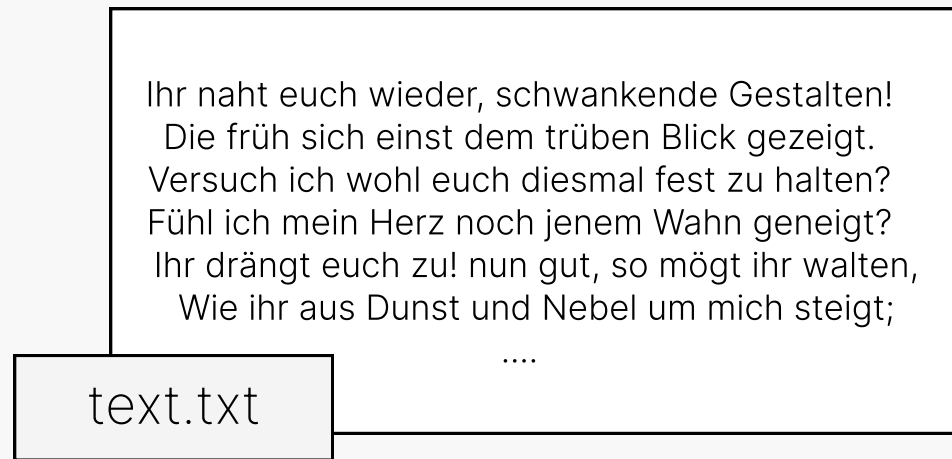 Ihr naht euch wieder, schwankende Gestalten!
Die früh sich einst dem trüben Blick gezeigt.
Versuch ich wohl euch diesmal fest zu halten?
Fühl ich mein Herz noch jenem Wahn geneigt?
Ihr drängt euch zu! nun gut, so mögt ihr walten,
Wie ihr aus Dunst und Nebel um mich steigt;
....
text.txt